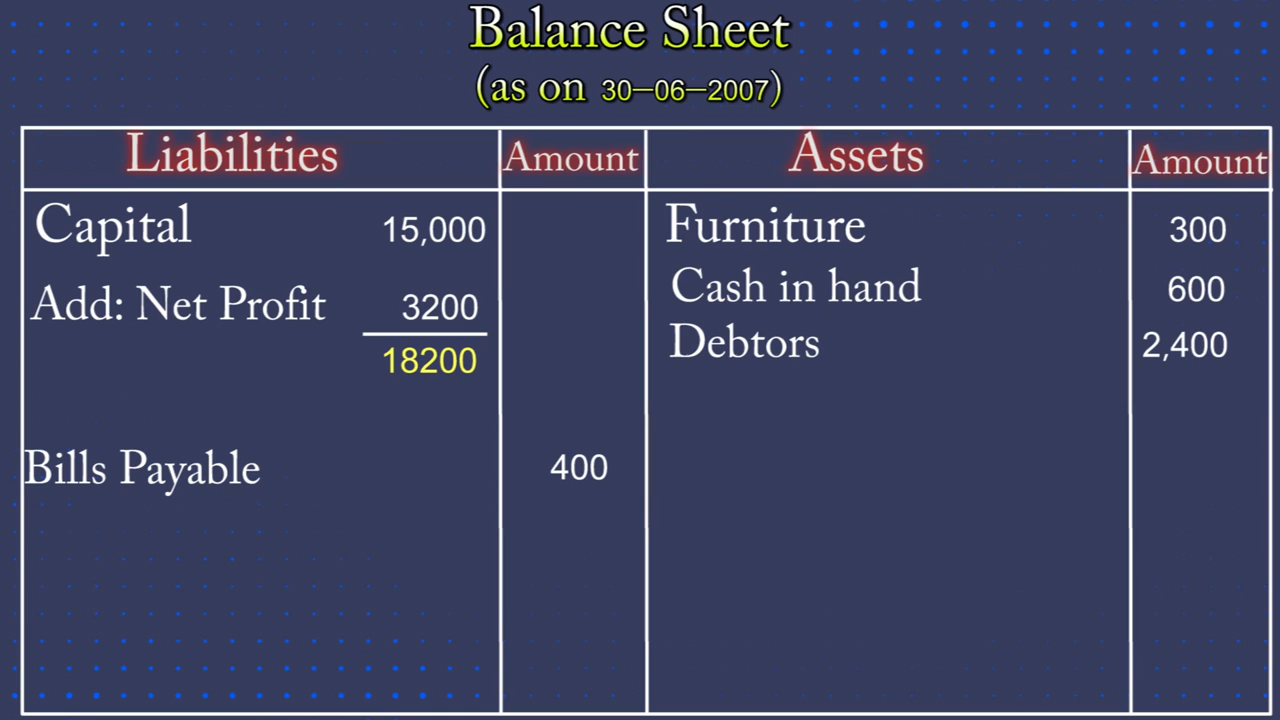 Balance Sheet
(as on 30-06-2007)
Liabilities Amount Assets Amount
Capital 15,000 Furniture 300
Add: Net Profit 3200 Cash in hand 600
18200 Debtors 2,400
Bills Payable 400